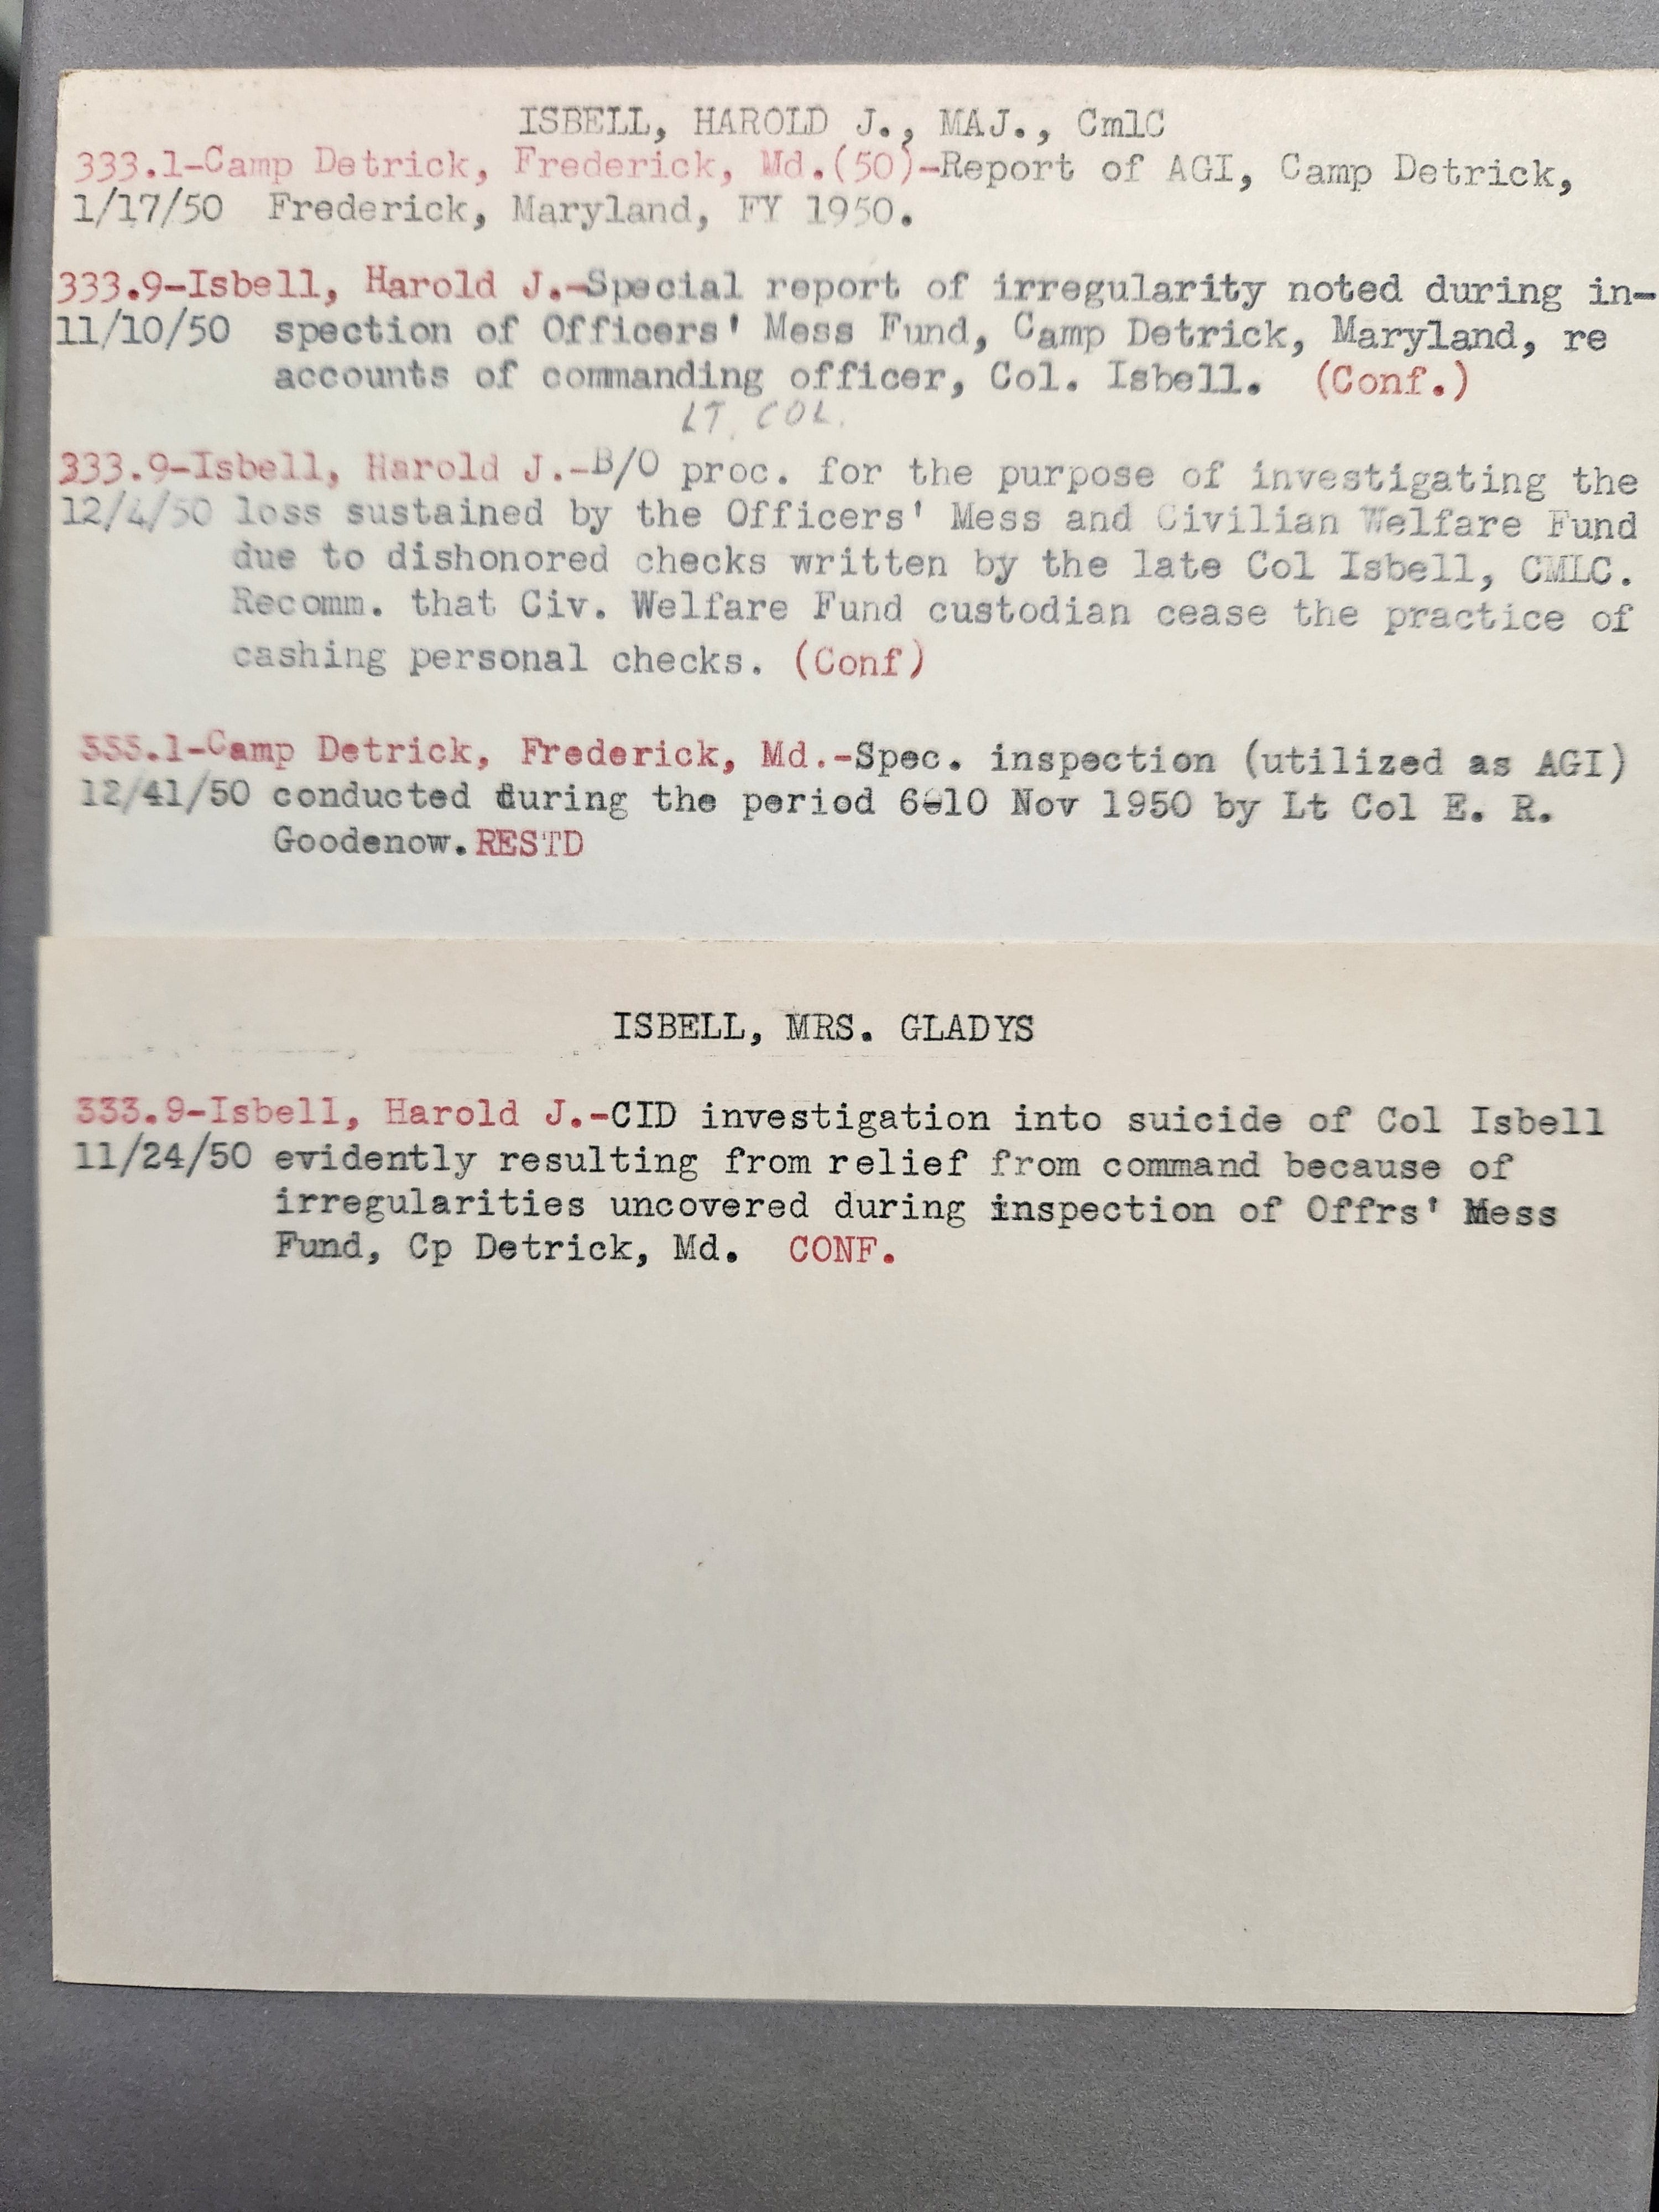 ISBELL, HAROLD J., MAJ., CmlC
333.1-Camp Detrick, Frederick, Md.(50)-Report of AGI, Camp Detrick,
1/17/50 Frederick, Maryland, FY 1950.
333.9-Isbell, Harold J.-Special report of irregularity noted during in-
11/10/50 spection of Officers' Mess Fund, Camp Detrick, Maryland, re
accounts of commanding officer, Col. Isbell. (Conf.)
LT. COL.
333.9-Isbell, Harold J.-B/O proc. for the purpose of investigating the
12/4/50 loss sustained by the Officers' Mess and Civilian Welfare Fund
due to dishonored checks written by the late Col Isbell, CMLC.
Recomm. that Civ. Welfare Fund custodian cease the practice of
cashing personal checks. (Conf)
333.1-Camp Detrick, Frederick, Md.-Spec. inspection (utilized as AGI)
12/41/50 conducted during the period 6-10 Nov 1950 by Lt Col E. R.
Goodenow. RESTD
ISBELL, MRS. GLADYS
333.9-Isbell, Harold J.-CID investigation into suicide of Col Isbell
11/24/50 evidently resulting from relief from command because of
irregularities uncovered during inspection of Offrs' Mess
Fund, Cp Detrick, Md. CONF.